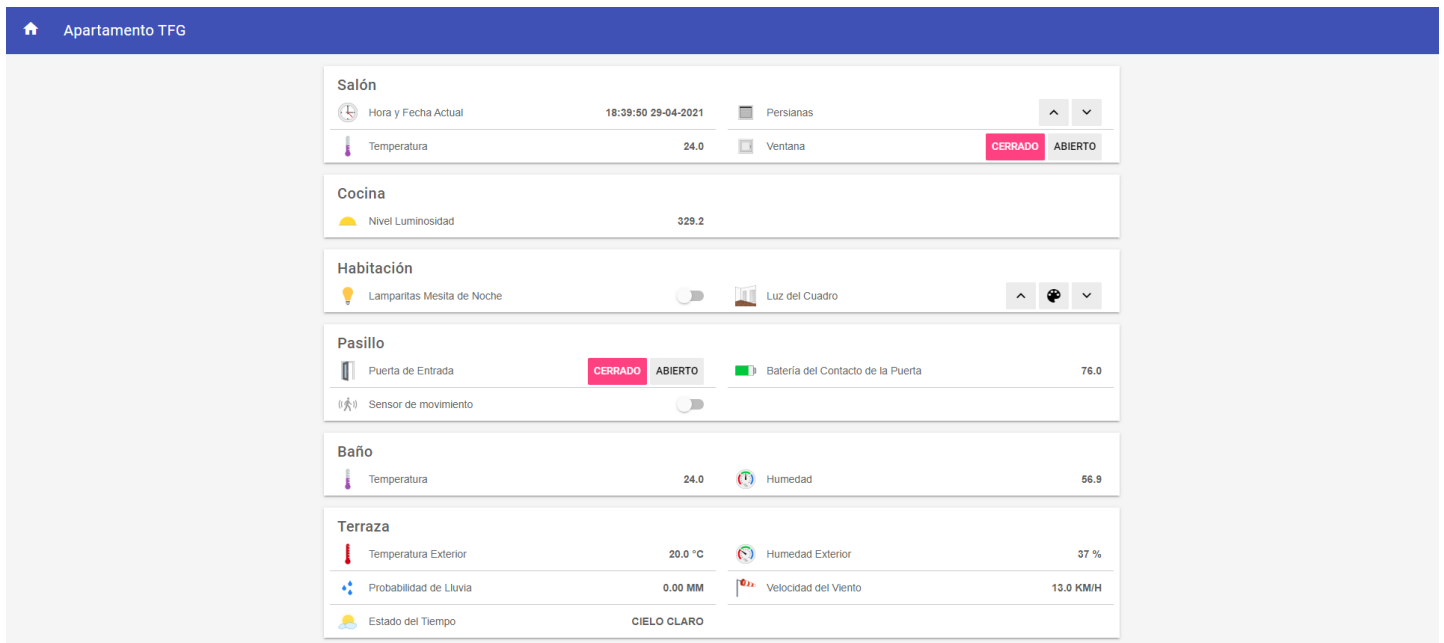 Apartamento TFG
Salón
Hora y Fecha Actual 18:39:50 29-04-2021 Persianas
Temperatura 24.0 Ventana CERRADO ABIERTO
Cocina
Nivel Luminosidad 329.2
Habitación
Lamparitas Mesita de Noche Luz del Cuadro
Pasillo
Puerta de Entrada CERRADO ABIERTO Batería del Contacto de la Puerta 76.0
Sensor de movimiento
Baño
Temperatura 24.0 Humedad 56.9
Terraza
Temperatura Exterior 20.0 °C Humedad Exterior 37 %
Probabilidad de Lluvia 0.00 MM Velocidad del Viento 13.0 KM/H
Estado del Tiempo CIELO CLARO